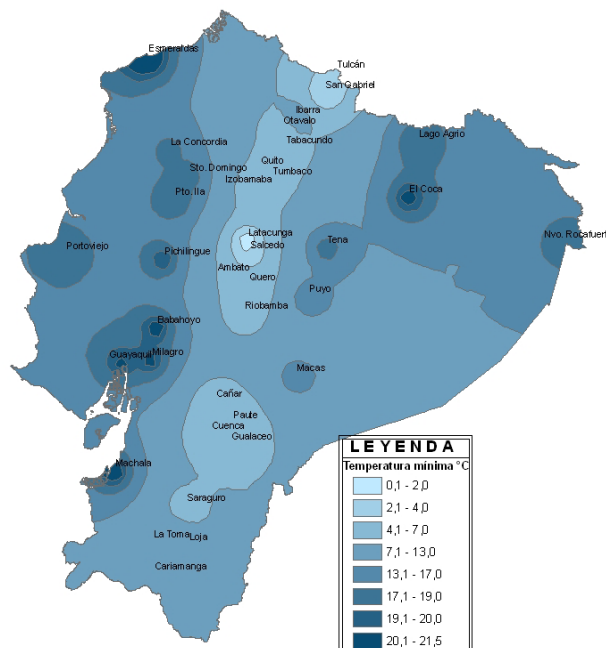 Esmeraldas
Tulcán
San Gabriel
Ibarra
Otavalo
Tabacundo
Lago Agrio
La Concordia
Quito
Sto. Domingo
Tumbaco
Izobamaba
El Coca
Pto. Ila
Latacunga
Nvo. Rocafuert
Portoviejo
Salcedo
Tena
Pichilingue
Ambato
Quero
Puyo
Riobamba
Babahoyo
Guayaquil
Milagro
Macas
Cañar
Paute
Cuenca
Gualaceo
Machala
Saraguro
La Toma
Loja
Cariamanga
LEYENDA
Temperatura mínima °C
0,1 - 2,0
2,1 - 4,0
4,1 - 7,0
7,1 - 13,0
13,1 - 17,0
17,1 - 19,0
19,1 - 20,0
20,1 - 21,5